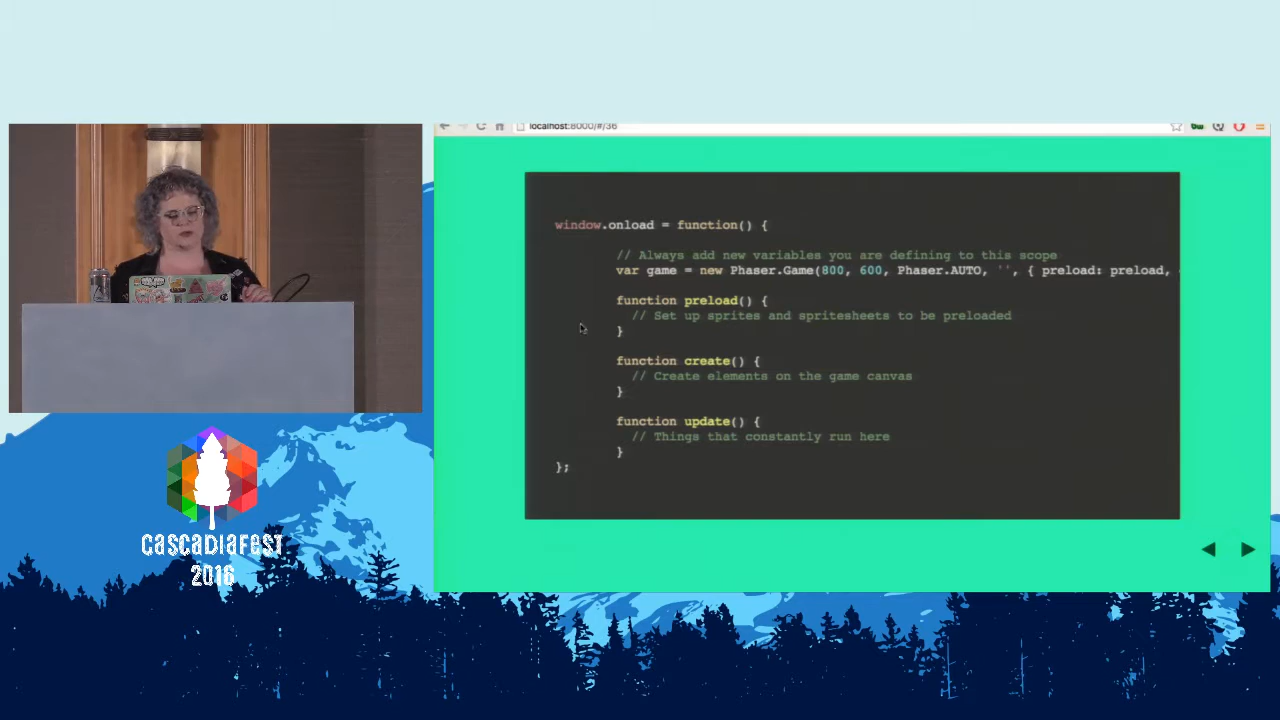 localhost:8000/#/36
window.onload = function() {
// Always add new variables you are defining to this scope
var game = new Phaser.Game(800, 600, Phaser.AUTO, '', { preload: preload,
function preload() {
// Set up sprites and spritesheets to be preloaded
}
function create() {
// Create elements on the game canvas
}
function update() {
// Things that constantly run here
}
};
CASCADIAFEST
2016